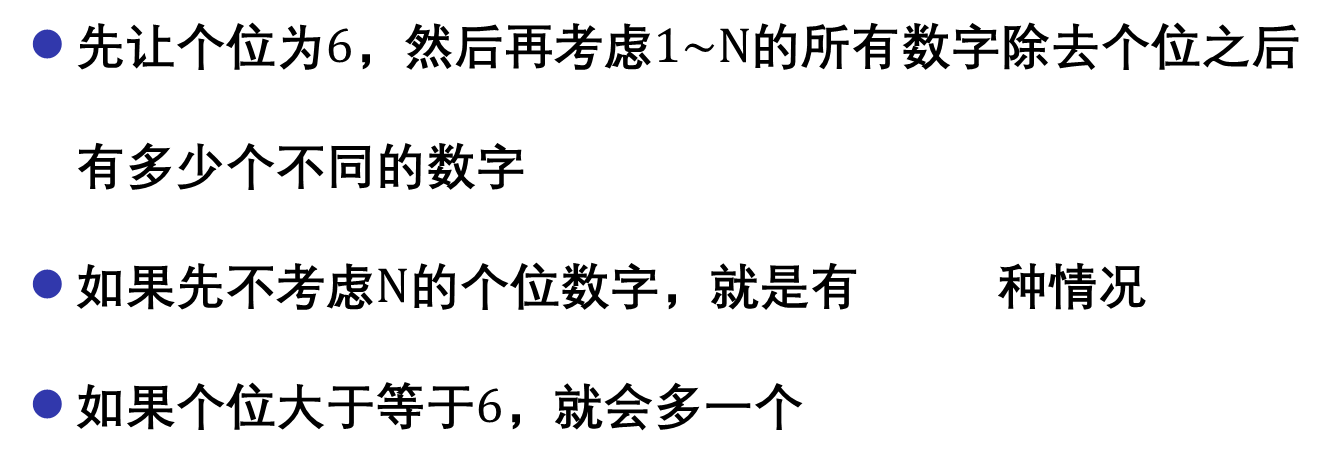 ● 先让个位为6，然后再考虑1~N的所有数字除去个位之后
有多少个不同的数字
● 如果先不考虑N的个位数字，就是有 种情况
● 如果个位大于等于6，就会多一个